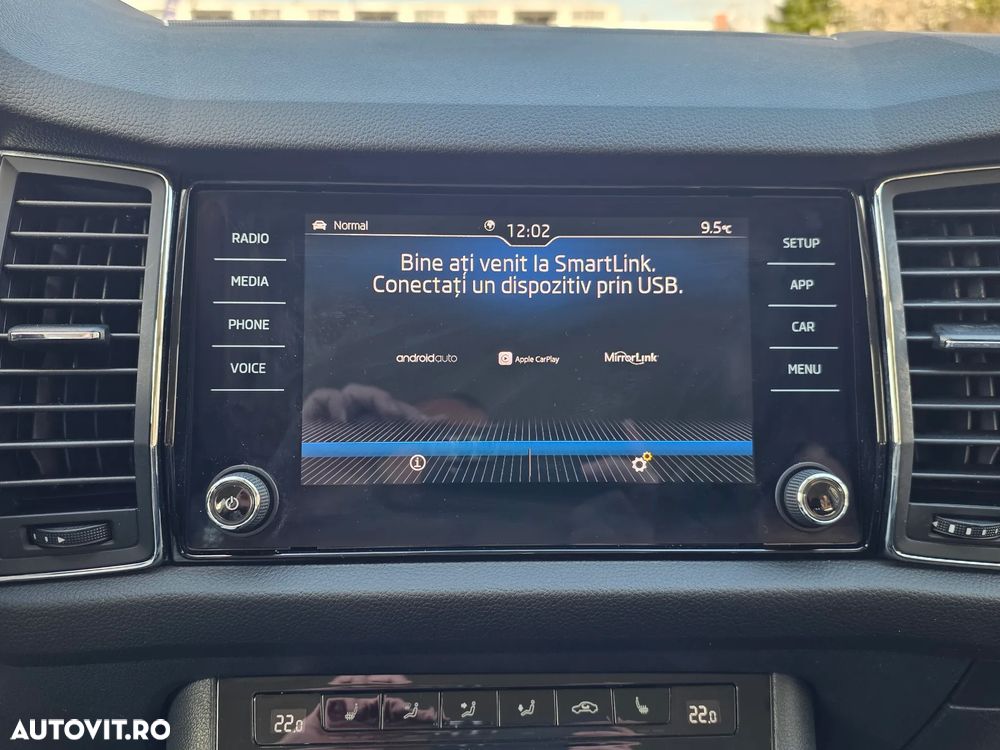 Normal 12:02 9.5°C
RADIO
MEDIA
PHONE
VOICE
Bine ați venit la SmartLink.
Conectați un dispozitiv prin USB.
androidauto Apple CarPlay MirrorLink
SETUP
APP
CAR
MENU
22.0 22.0
AUTOVIT.RO